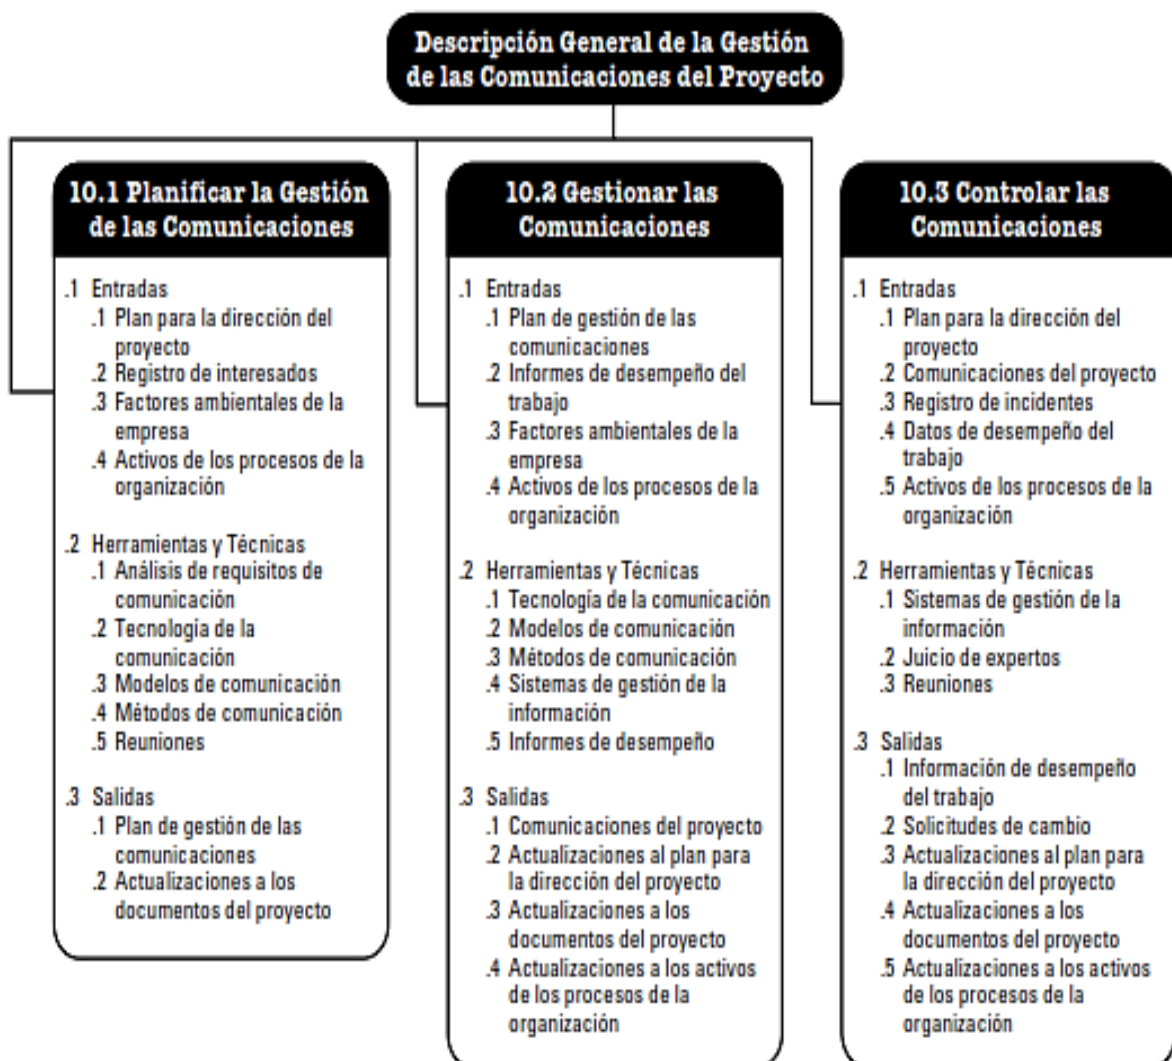 Descripción General de la Gestión
de las Comunicaciones del Proyecto
10.1 Planificar la Gestión
de las Comunicaciones
.1 Entradas
.1 Plan para la dirección del
proyecto
.2 Registro de interesados
.3 Factores ambientales de la
empresa
.4 Activos de los procesos de la
organización
.2 Herramientas y Técnicas
.1 Análisis de requisitos de
comunicación
.2 Tecnología de la
comunicación
.3 Modelos de comunicación
.4 Métodos de comunicación
.5 Reuniones
.3 Salidas
.1 Plan de gestión de las
comunicaciones
.2 Actualizaciones a los
documentos del proyecto
10.2 Gestionar las
Comunicaciones
.1 Entradas
.1 Plan de gestión de las
comunicaciones
.2 Informes de desempeño del
trabajo
.3 Factores ambientales de la
empresa
.4 Activos de los procesos de la
organización
.2 Herramientas y Técnicas
.1 Tecnología de la comunicación
.2 Modelos de comunicación
.3 Métodos de comunicación
.4 Sistemas de gestión de la
información
.5 Informes de desempeño
.3 Salidas
.1 Comunicaciones del proyecto
.2 Actualizaciones al plan para
la dirección del proyecto
.3 Actualizaciones a los
documentos del proyecto
.4 Actualizaciones a los activos
de los procesos de la
organización
10.3 Controlar las
Comunicaciones
.1 Entradas
.1 Plan para la dirección del
proyecto
.2 Comunicaciones del proyecto
.3 Registro de incidentes
.4 Datos de desempeño del
trabajo
.5 Activos de los procesos de la
organización
.2 Herramientas y Técnicas
.1 Sistemas de gestión de la
información
.2 Juicio de expertos
.3 Reuniones
.3 Salidas
.1 Información de desempeño
del trabajo
.2 Solicitudes de cambio
.3 Actualizaciones al plan para
la dirección del proyecto
.4 Actualizaciones a los
documentos del proyecto
.5 Actualizaciones a los activos
de los procesos de la
organización